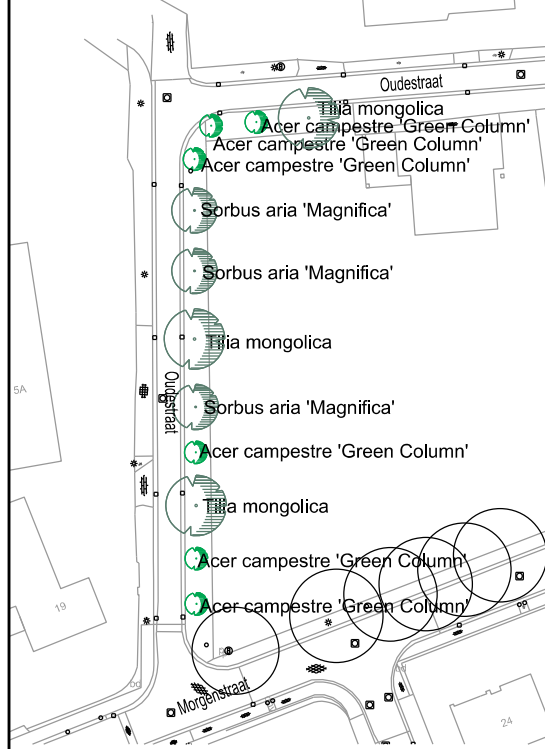 Oudestraat
Tilia mongolica
Acer campestre 'Green Column'
Acer campestre 'Green Column'
Acer campestre 'Green Column'
Sorbus aria 'Magnifica'
Sorbus aria 'Magnifica'
Tilia mongolica
5A
Oudestraat
Sorbus aria 'Magnifica'
Acer campestre 'Green Column'
Tilia mongolica
Acer campestre 'Green Column'
19
Acer campestre 'Green Column'
Morgenstraat
24